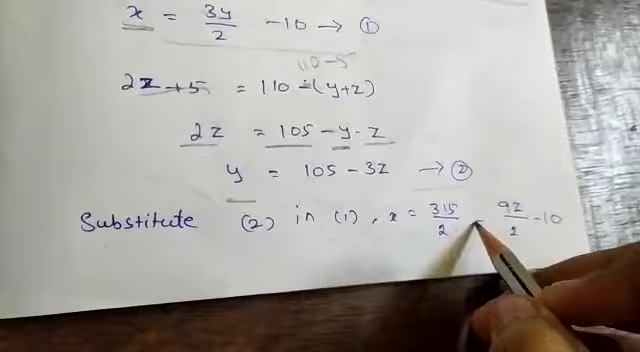 x = 3y/2 - 10 → ①
110-5
2z + 5 = 110 - (y+z)
2z = 105 - y - z
y = 105 - 3z → ②
Substitute (2) in (1), x = 315/2 - 9z/2 - 10